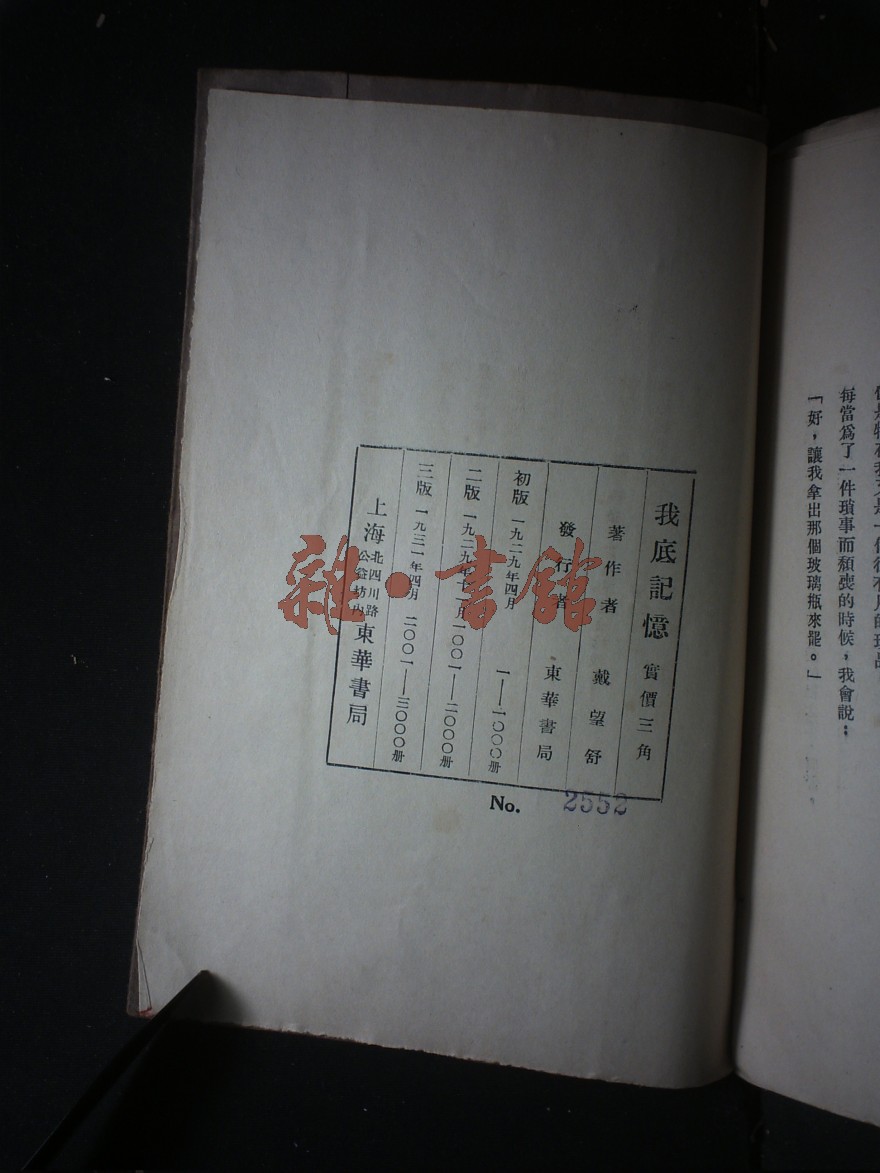 但是
每當爲了一件瑣事而頹喪的時候,我會說:
「好,讓我拿出那個玻璃瓶來罷。」
我底記憶 實價三角
著作者 戴望舒
發行者 東華書局
初版 一九二九年四月 一——一〇〇〇册
二版 一九二九年 月 一〇〇一——二〇〇〇册
三版 一九三一年四月 二〇〇一——三〇〇〇册
上海 北四川路
公益坊內 東華書局
No. 2552
雜·書館